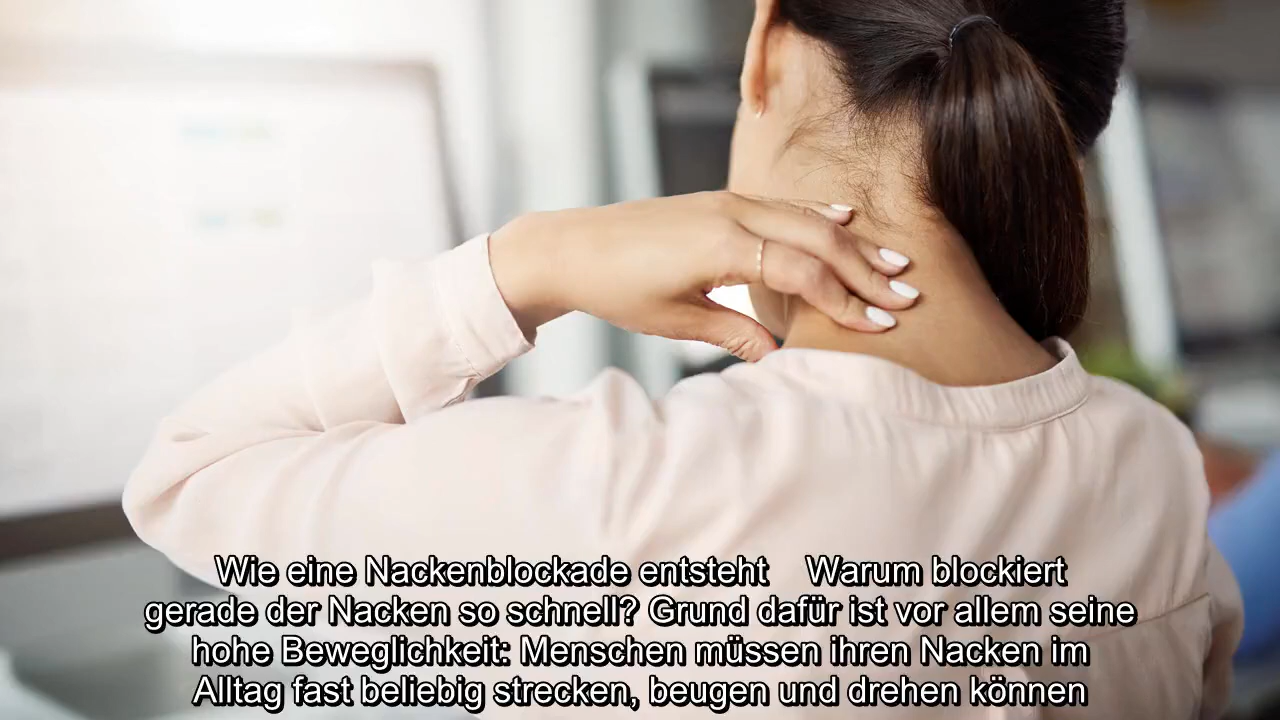 Wie eine Nackenblockade entsteht    Warum blockiert
gerade der Nacken so schnell? Grund dafür ist vor allem seine
hohe Beweglichkeit: Menschen müssen ihren Nacken im
Alltag fast beliebig strecken, beugen und drehen können